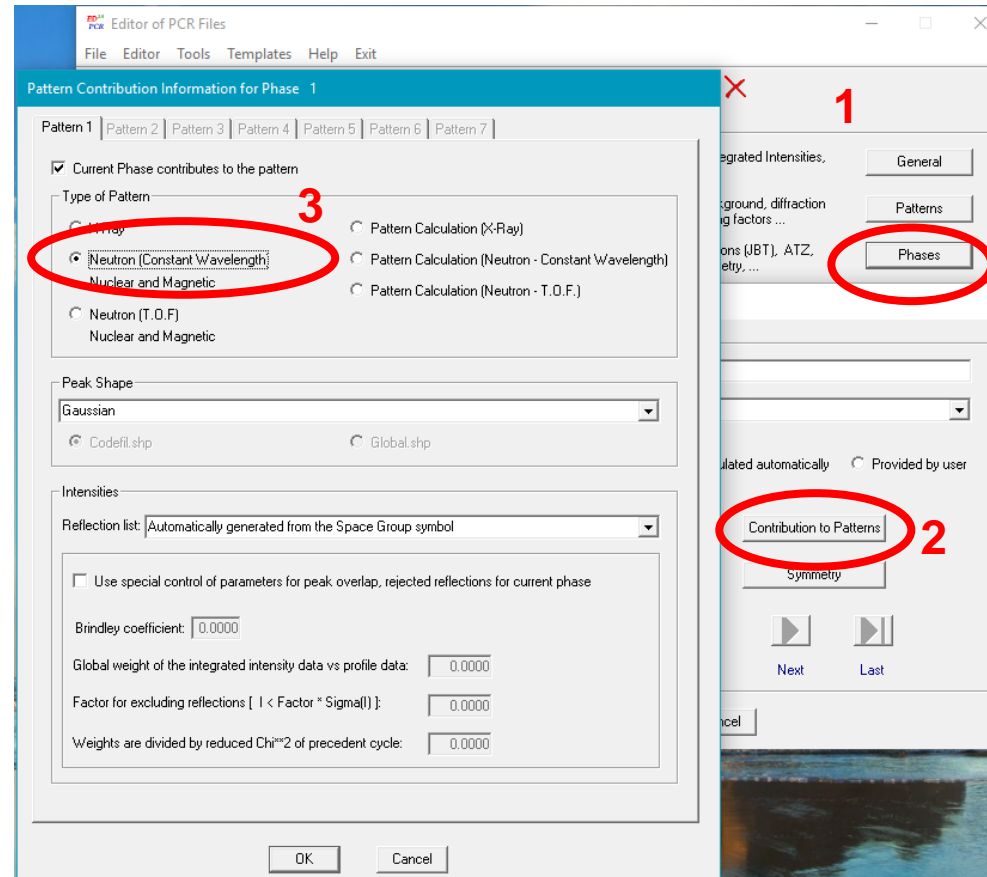 ED PCR Editor of PCR Files
File Editor Tools Templates Help Exit
Pattern Contribution Information for Phase 1
1
Pattern 1 Pattern 2 Pattern 3 Pattern 4 Pattern 5 Pattern 6 Pattern 7
Current Phase contributes to the pattern
Type of Pattern
3
Pattern Calculation (X-Ray)
Neutron (Constant Wavelength)
Pattern Calculation (Neutron - Constant Wavelength)
Nuclear and Magnetic
Pattern Calculation (Neutron - T.O.F.)
Neutron (T.O.F)
Nuclear and Magnetic
Peak Shape
Gaussian
Codefil.shp
Global.shp
Intensities
Reflection list: Automatically generated from the Space Group symbol
Use special control of parameters for peak overlap, rejected reflections for current phase
Brindley coefficient: 0.0000
Global weight of the integrated intensity data vs profile data: 0.0000
Factor for excluding reflections [ I < Factor * Sigma(I) ]: 0.0000
Weights are divided by reduced Chi**2 of precedent cycle: 0.0000
OK Cancel
egrated Intensities,
General
ground, diffraction
g factors ...
Patterns
ons (JBT), ATZ,
etry, ...
Phases
ulated automatically
Provided by user
Contribution to Patterns
2
Symmetry
Next Last
ncel